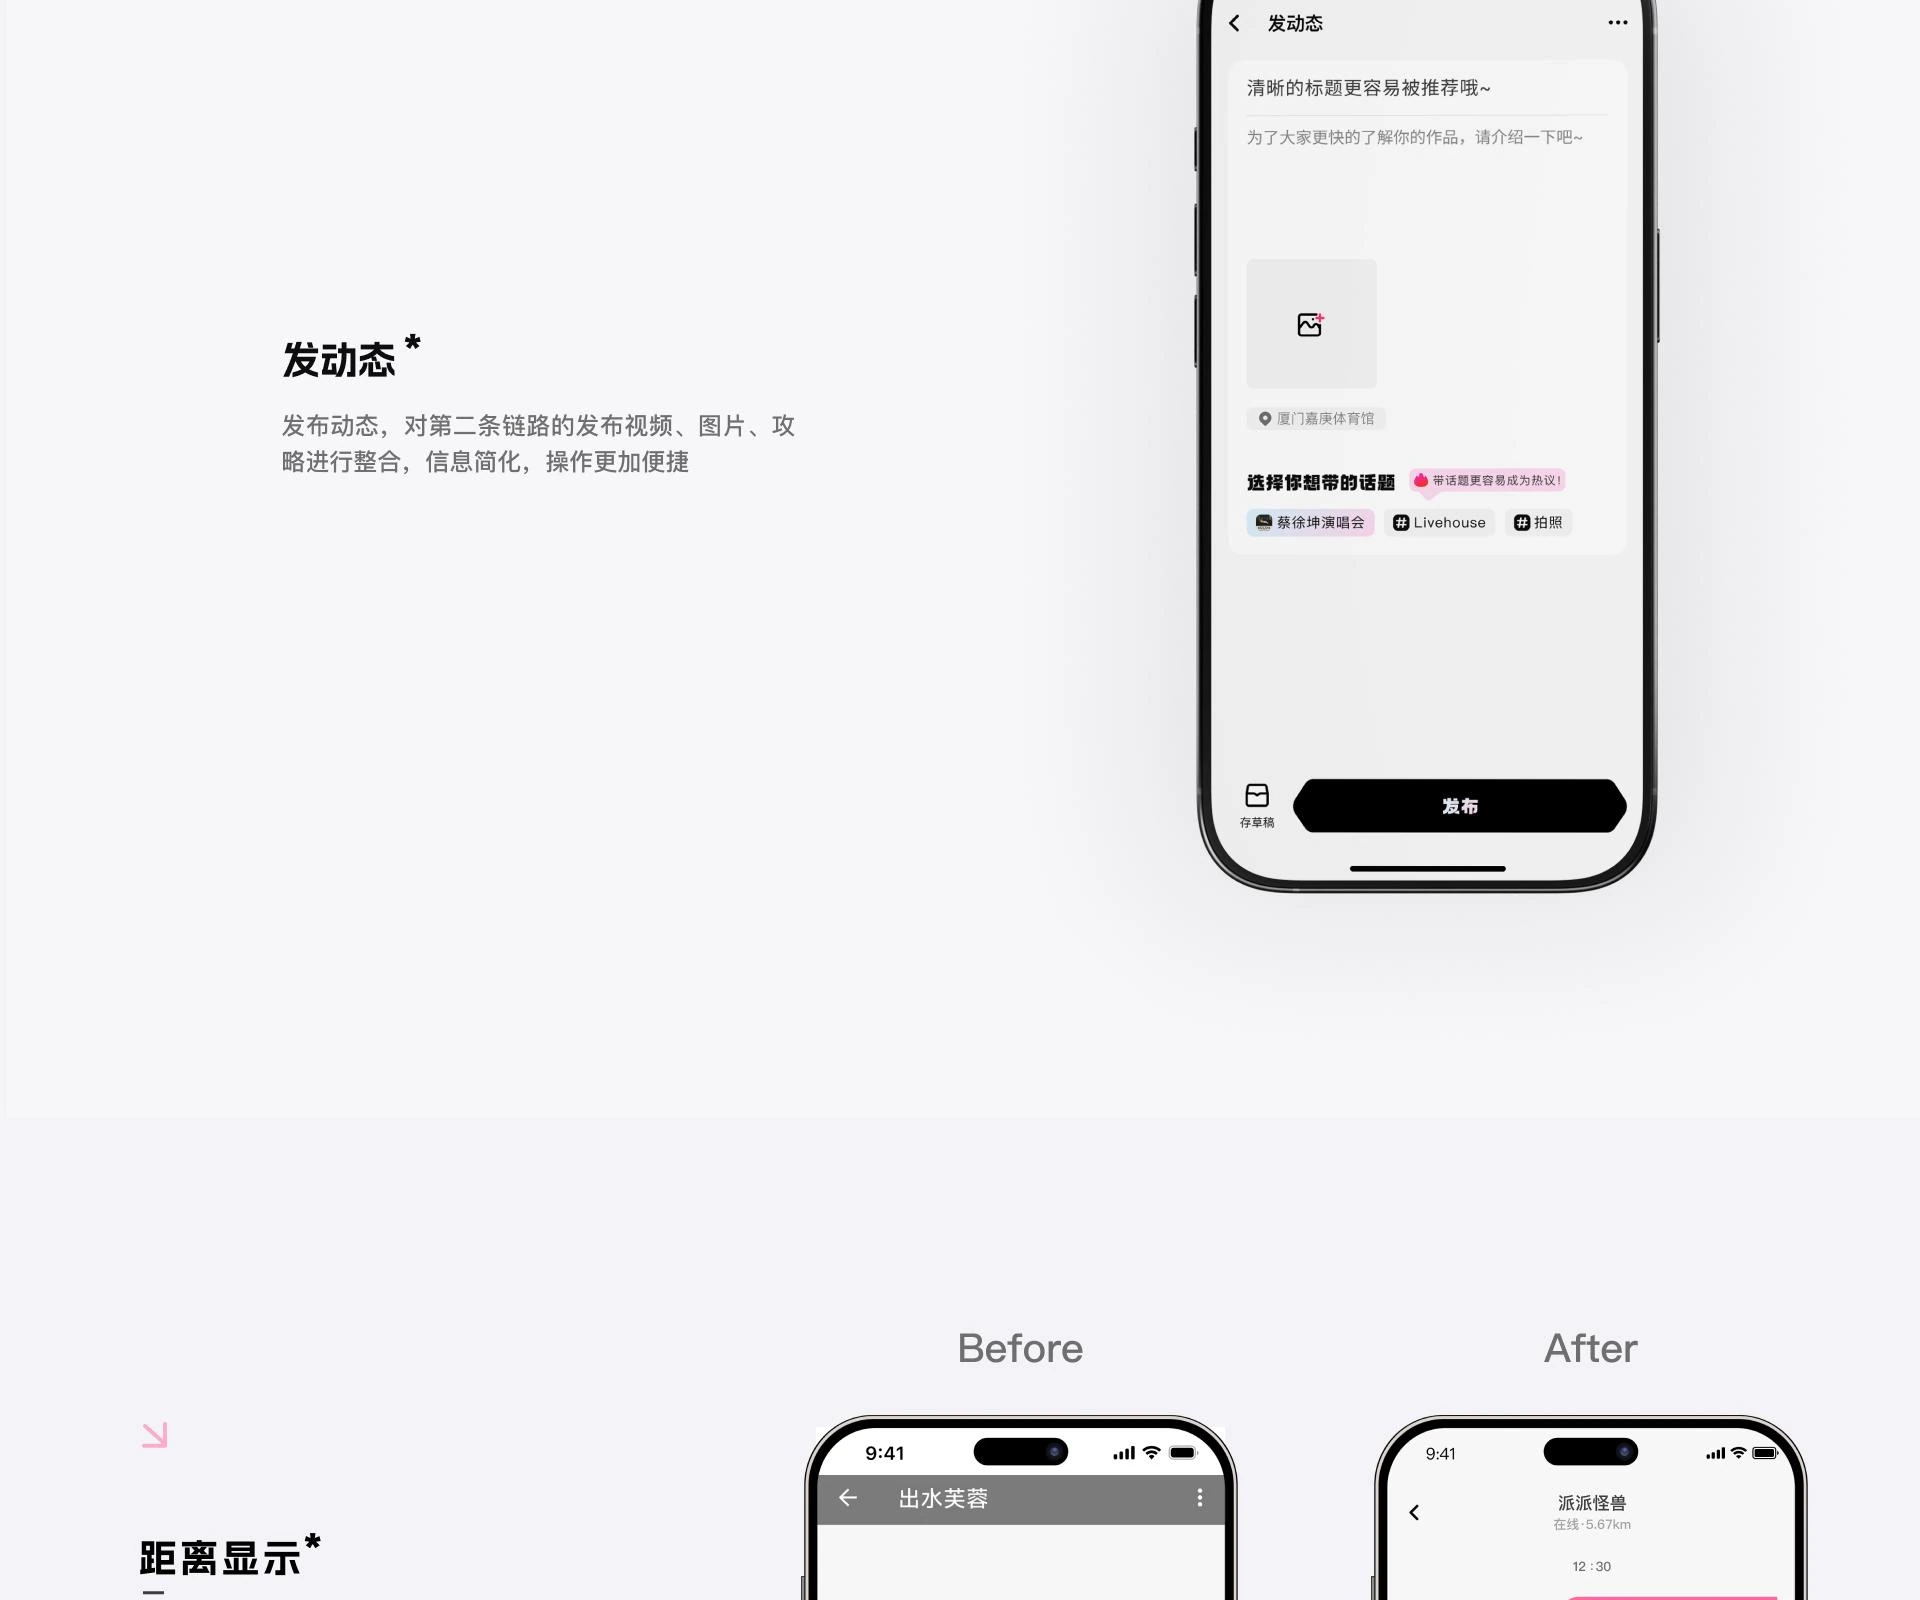 发动态
清晰的标题更容易被推荐哦~
为了大家更快的了解你的作品，请介绍一下吧~
厦门嘉庚体育馆
选择你想带的话题
带话题更容易成为热议！
蔡徐坤演唱会
# Livehouse
# 拍照
存草稿
发布
发动态*
发布动态，对第二条链路的发布视频、图片、攻
略进行整合，信息简化，操作更加便捷
Before
After
9:41
出水芙蓉
9:41
派派怪兽
在线·5.67km
12 : 30
距离显示*